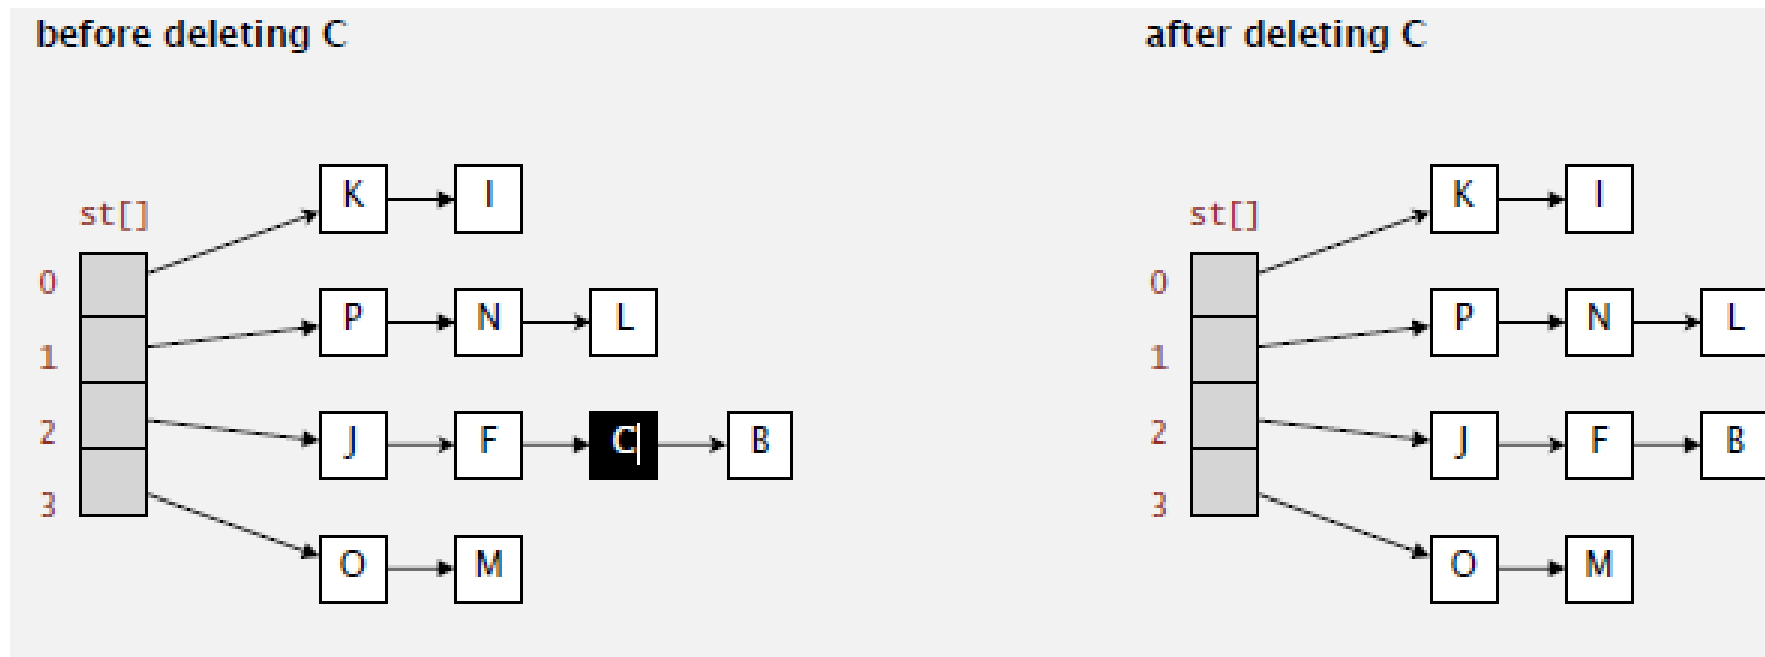 before deleting C
after deleting C
st[]
0
1
2
3
K I
P N L
J F C B
O M
st[]
0
1
2
3
K I
P N L
J F B
O M